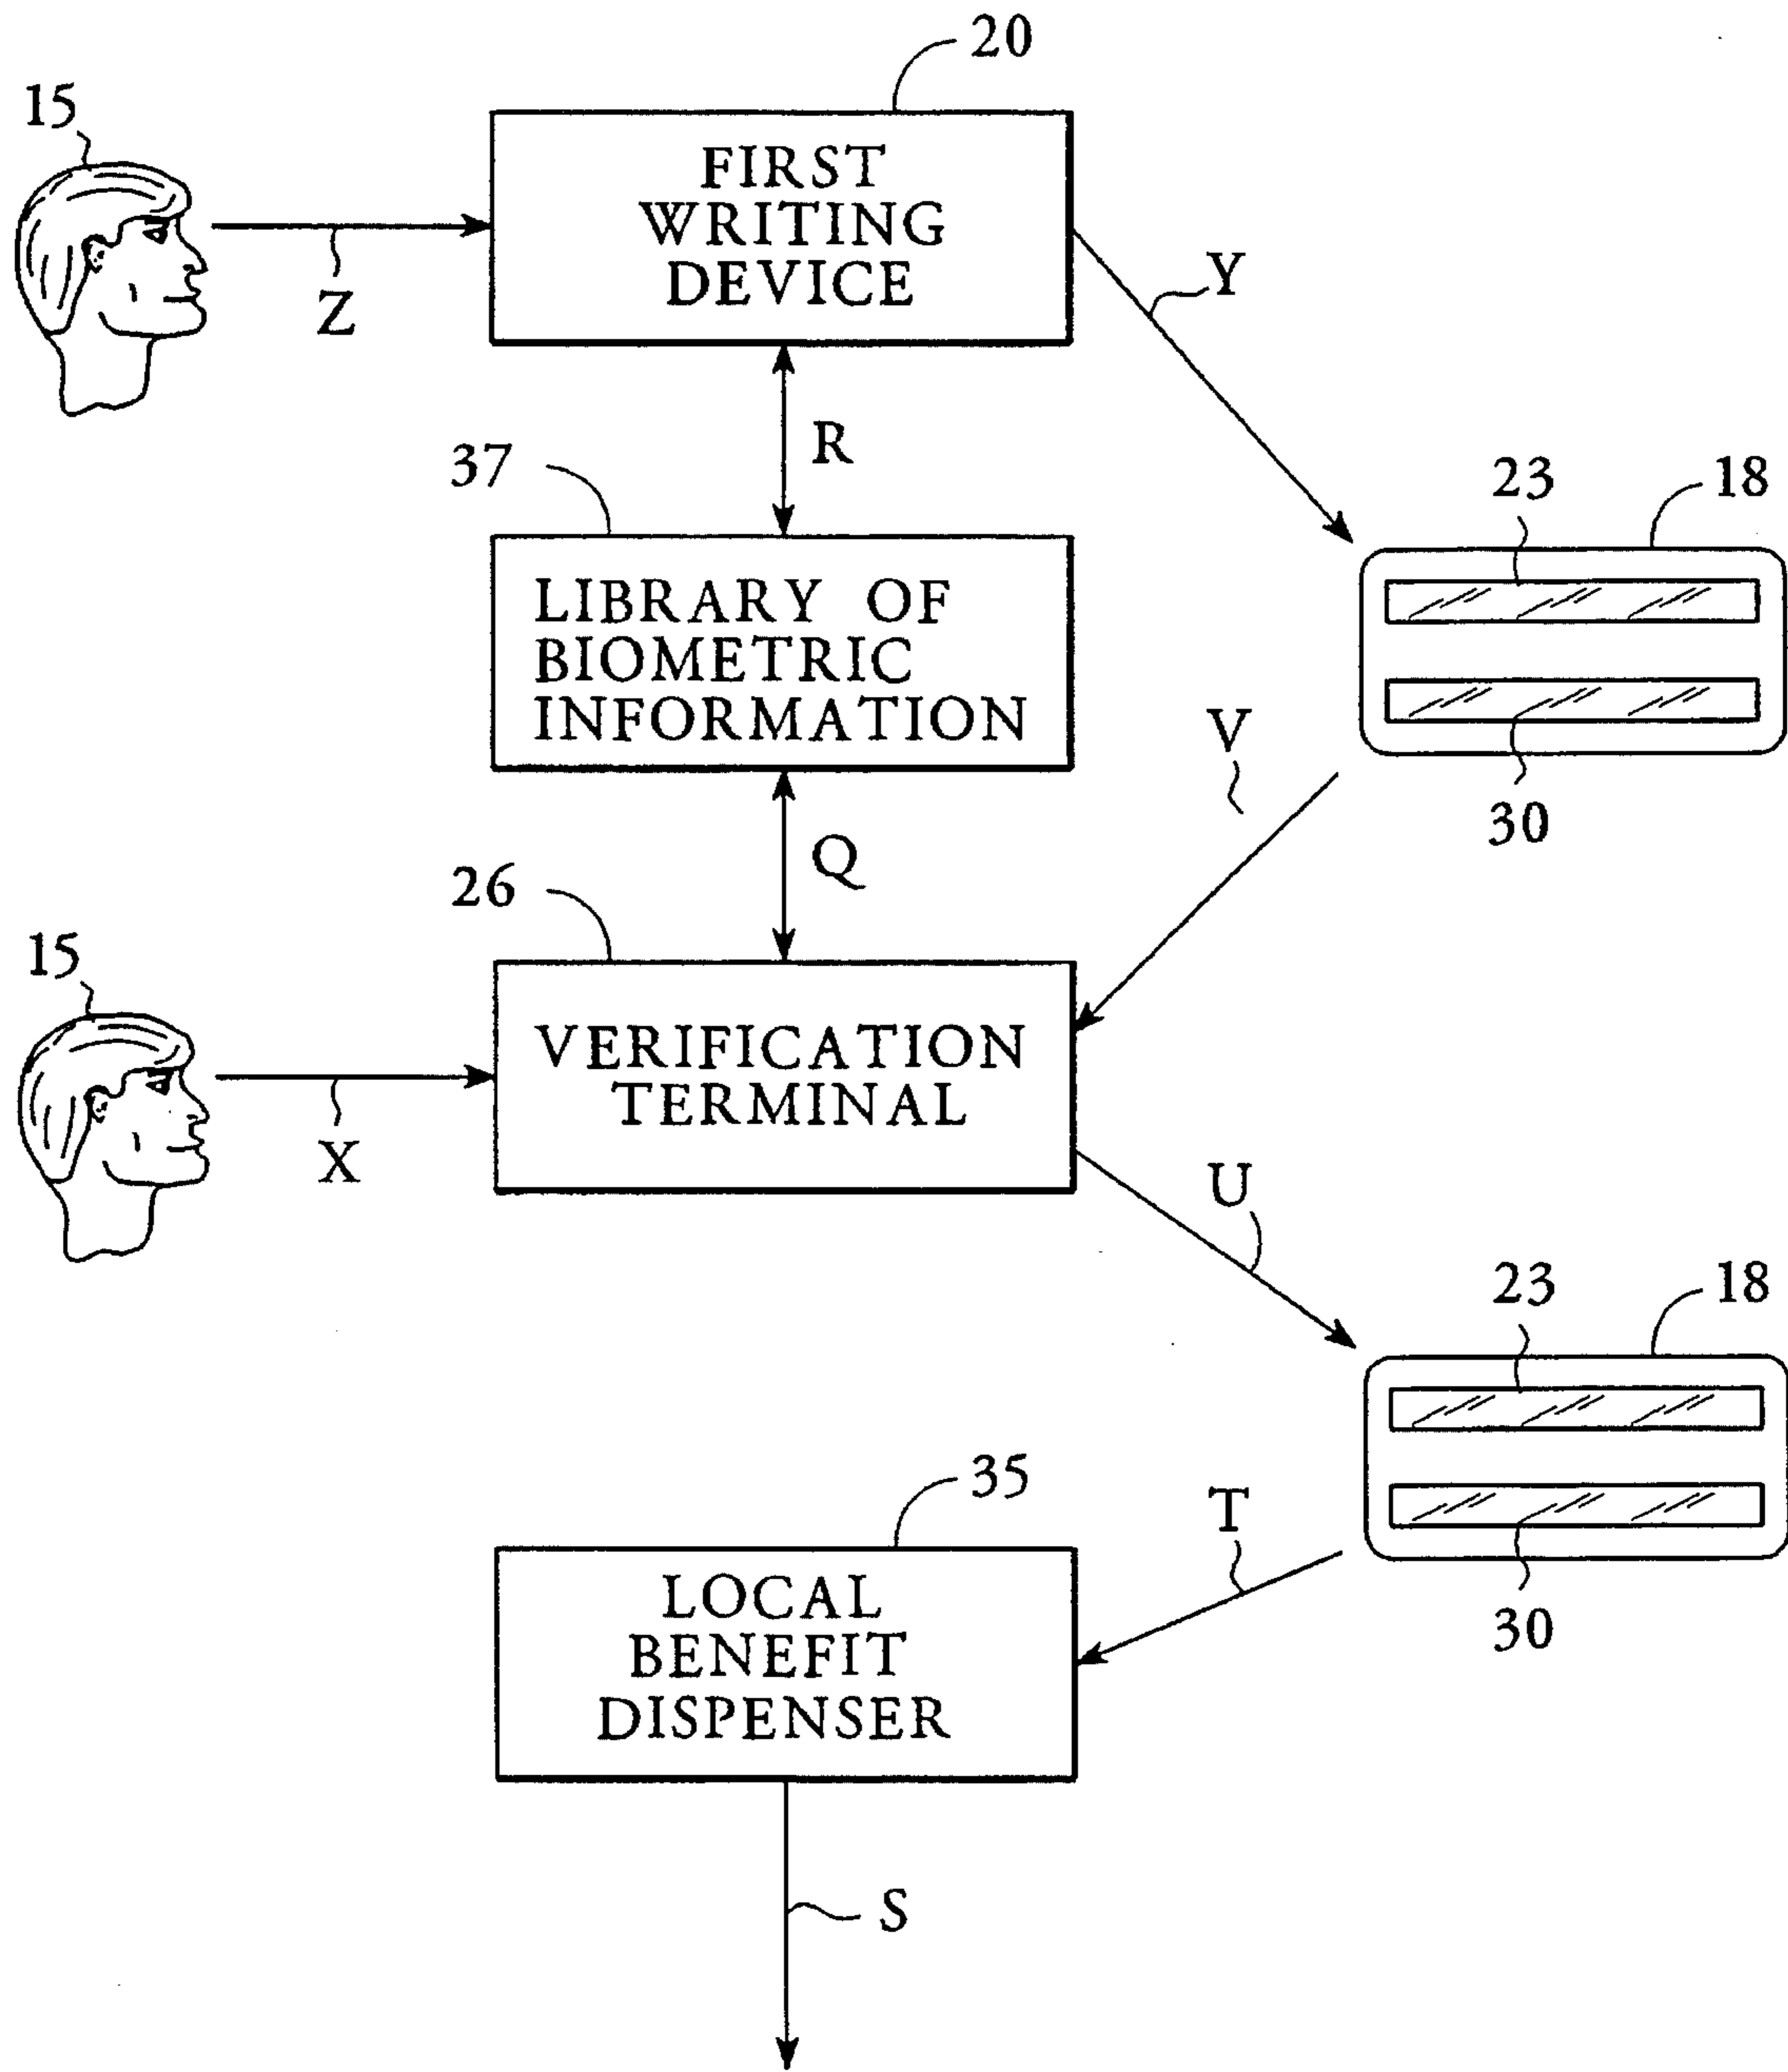 20
15
FIRST
WRITING
DEVICE
Z
Y
R
37
23
18
LIBRARY OF
BIOMETRIC
INFORMATION
V
30
Q
26
15
VERIFICATION
TERMINAL
X
U
23
18
35
T
LOCAL
BENEFIT
DISPENSER
30
S